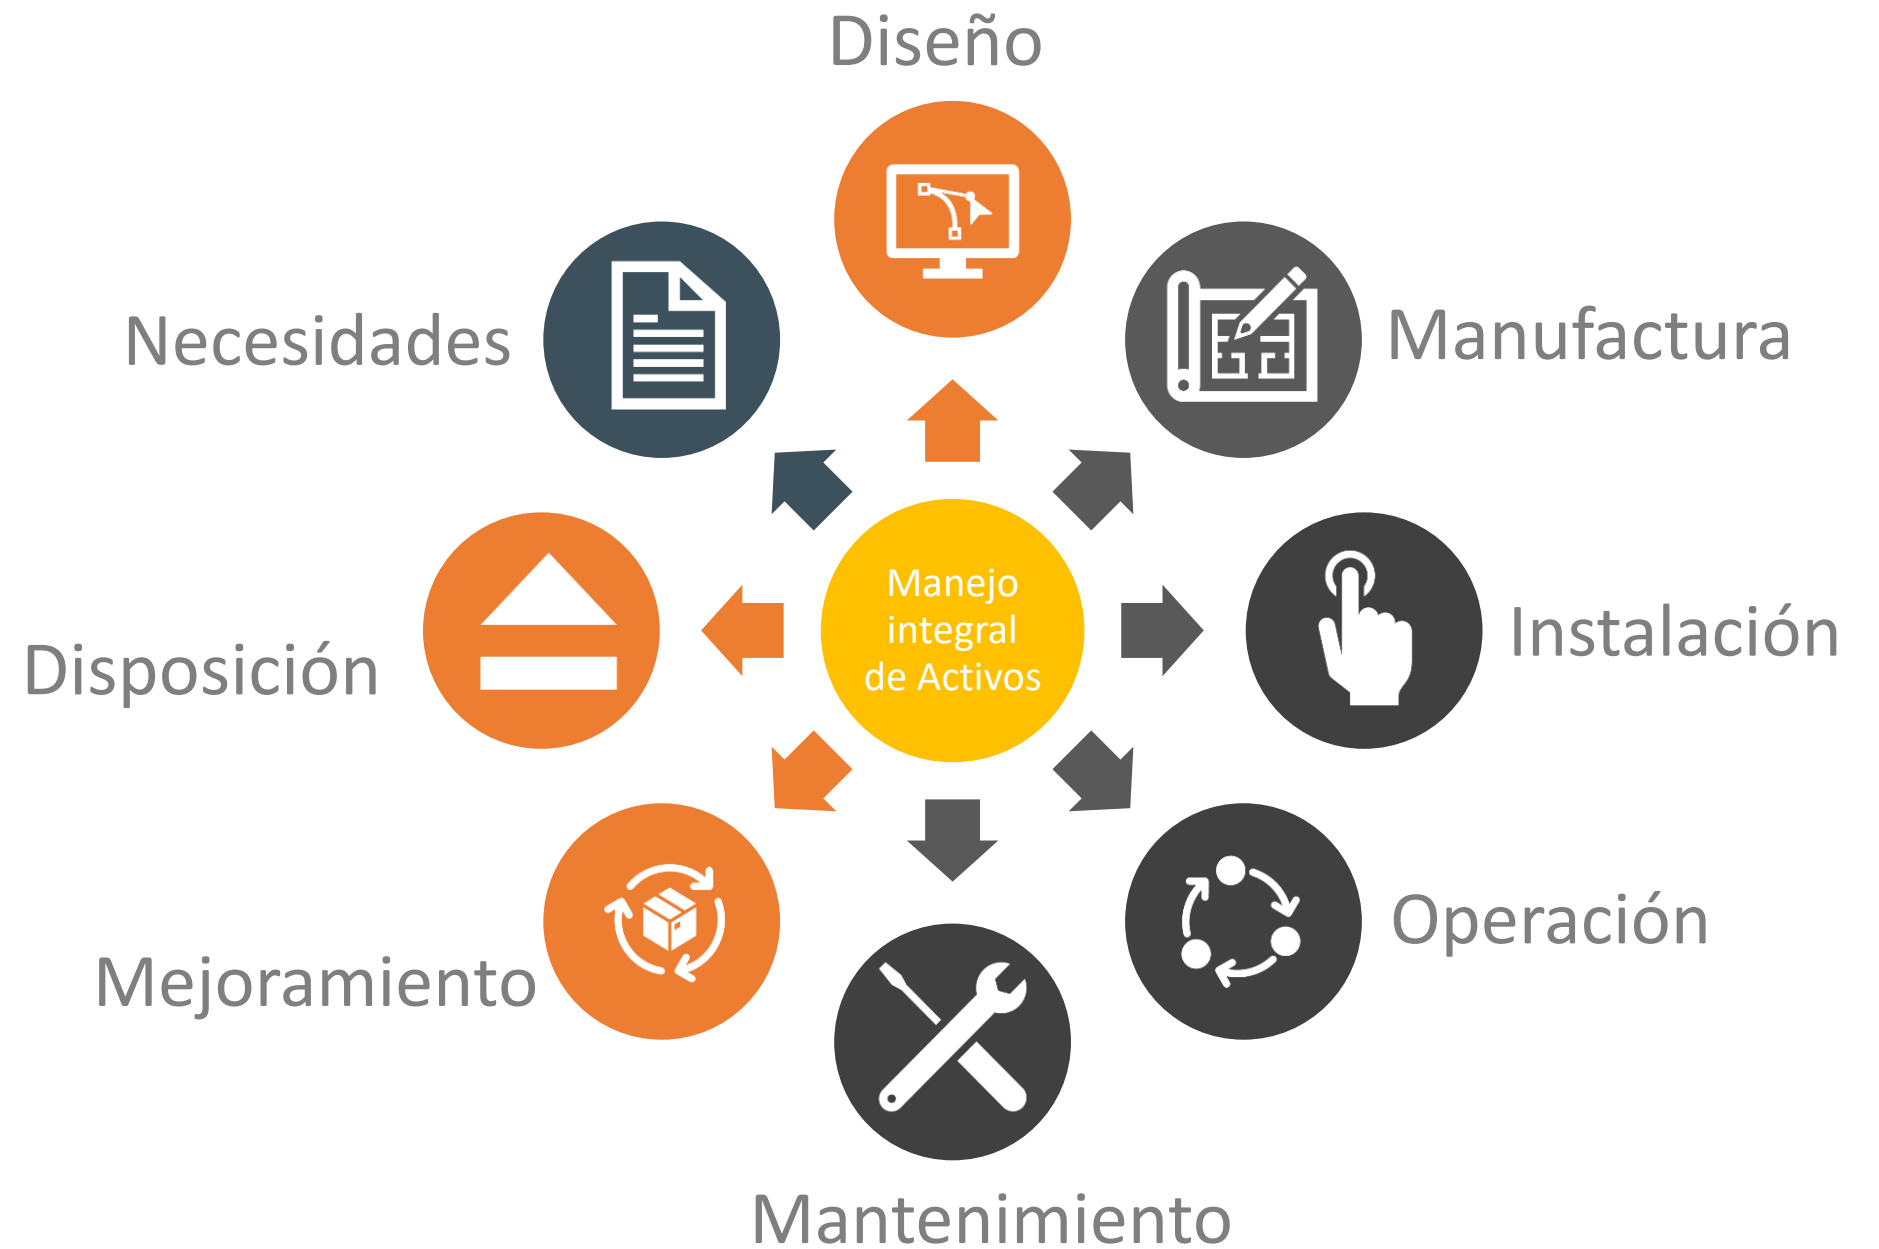 Diseño
Necesidades
Manufactura
Manejo
integral
de Activos
Disposición
Instalación
Mejoramiento
Operación
Mantenimiento